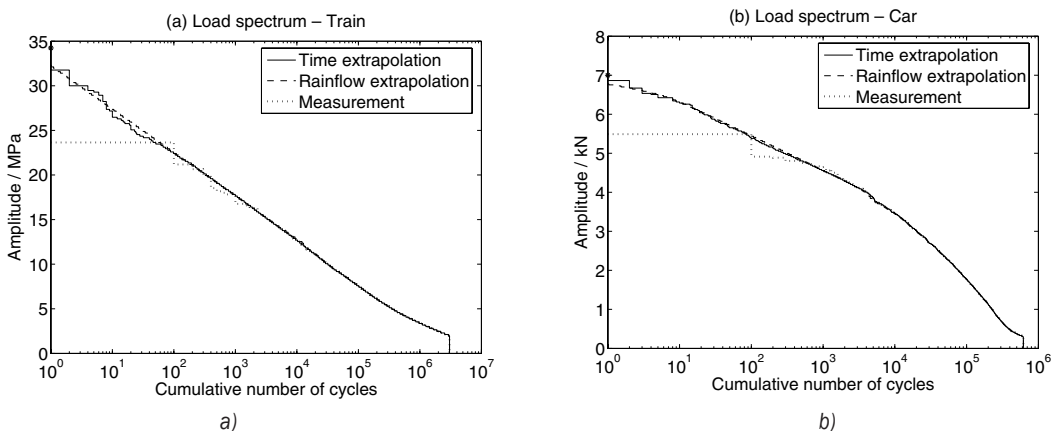 (a) Load spectrum – Train
35
30
25
20
15
10
5
0
Amplitude / MPa
Time extrapolation
Rainflow extrapolation
Measurement
10^0 10^1 10^2 10^3 10^4 10^5 10^6 10^7
Cumulative number of cycles
a)
(b) Load spectrum – Car
8
7
6
5
4
3
2
1
0
Amplitude / kN
Time extrapolation
Rainflow extrapolation
Measurement
10^0 10^1 10^2 10^3 10^4 10^5 10^6
Cumulative number of cycles
b)